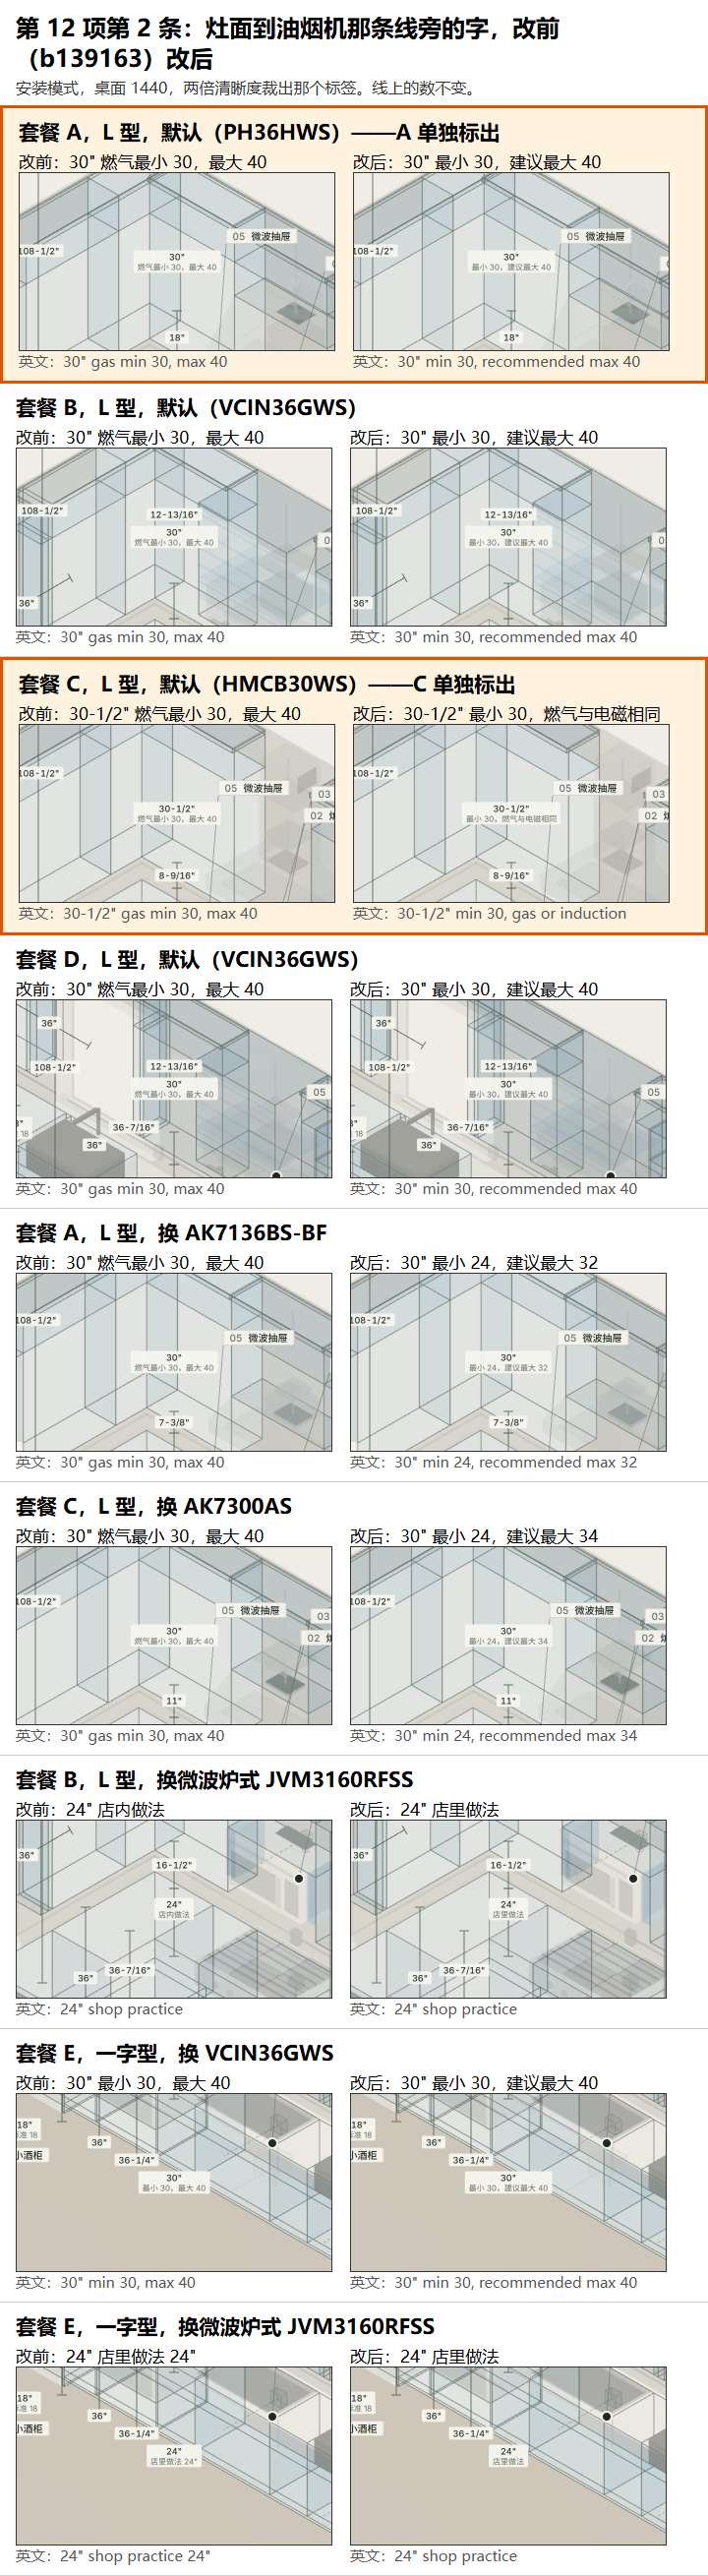 第 12 项第 2 条：灶面到油烟机那条线旁的字，改前
（b139163）改后
安装模式，桌面 1440，两倍清晰度裁出那个标签。线上的数不变。
套餐 A，L 型，默认（PH36HWS）——A 单独标出
改前：30" 燃气最小 30，最大 40
改后：30" 最小 30，建议最大 40
05 微波抽屉
05 微波抽屉
108-1/2"
30"
燃气最小 30，最大 40
108-1/2"
30"
最小 30，建议最大 40
18"
18"
英文：30" gas min 30, max 40
英文：30" min 30, recommended max 40
套餐 B，L 型，默认（VCIN36GWS）
改前：30" 燃气最小 30，最大 40
改后：30" 最小 30，建议最大 40
108-1/2"
12-13/16"
108-1/2"
12-13/16"
30"
燃气最小 30，最大 40
30"
最小 30，建议最大 40
36"
36"
英文：30" gas min 30, max 40
英文：30" min 30, recommended max 40
套餐 C，L 型，默认（HMCB30WS）——C 单独标出
改前：30-1/2" 燃气最小 30，最大 40
改后：30-1/2" 最小 30，燃气与电磁相同
108-1/2"
05 微波抽屉
03
02
108-1/2"
05 微波抽屉
03
02
30-1/2"
燃气最小 30，最大 40
30-1/2"
最小 30，燃气与电磁相同
8-9/16"
8-9/16"
英文：30-1/2" gas min 30, max 40
英文：30-1/2" min 30, gas or induction
套餐 D，L 型，默认（VCIN36GWS）
改前：30" 燃气最小 30，最大 40
改后：30" 最小 30，建议最大 40
36"
36"
108-1/2"
12-13/16"
108-1/2"
12-13/16"
30"
燃气最小 30，最大 40
05
30"
最小 30，建议最大 40
05
36-7/16"
36-7/16"
36"
36"
英文：30" gas min 30, max 40
英文：30" min 30, recommended max 40
套餐 A，L 型，换 AK7136BS-BF
改前：30" 燃气最小 30，最大 40
改后：30" 最小 24，建议最大 32
108-1/2"
05 微波抽屉
108-1/2"
05 微波抽屉
30"
燃气最小 30，最大 40
30"
最小 24，建议最大 32
7-3/8"
7-3/8"
英文：30" gas min 30, max 40
英文：30" min 24, recommended max 32
套餐 C，L 型，换 AK7300AS
改前：30" 燃气最小 30，最大 40
改后：30" 最小 24，建议最大 34
108-1/2"
05 微波抽屉
03
02
108-1/2"
05 微波抽屉
03
02
30"
燃气最小 30，最大 40
30"
最小 24，建议最大 34
11"
11"
英文：30" gas min 30, max 40
英文：30" min 24, recommended max 34
套餐 B，L 型，换微波炉式 JVM3160RFSS
改前：24" 店内做法
改后：24" 店里做法
36"
16-1/2"
36"
16-1/2"
24"
店内做法
24"
店里做法
36"
36-7/16"
36"
36-7/16"
英文：24" shop practice
英文：24" shop practice
套餐 E，一字型，换 VCIN36GWS
改前：30" 最小 30，最大 40
改后：30" 最小 30，建议最大 40
18"
标准 18
小酒柜
36"
36-1/4"
18"
标准 18
小酒柜
36"
36-1/4"
30"
最小 30，最大 40
30"
最小 30，建议最大 40
英文：30" min 30, max 40
英文：30" min 30, recommended max 40
套餐 E，一字型，换微波炉式 JVM3160RFSS
改前：24" 店里做法 24"
改后：24" 店里做法
18"
标准 18
小酒柜
36"
36-1/4"
18"
标准 18
小酒柜
36"
36-1/4"
24"
店里做法 24"
24"
店里做法
英文：24" shop practice 24"
英文：24" shop practice